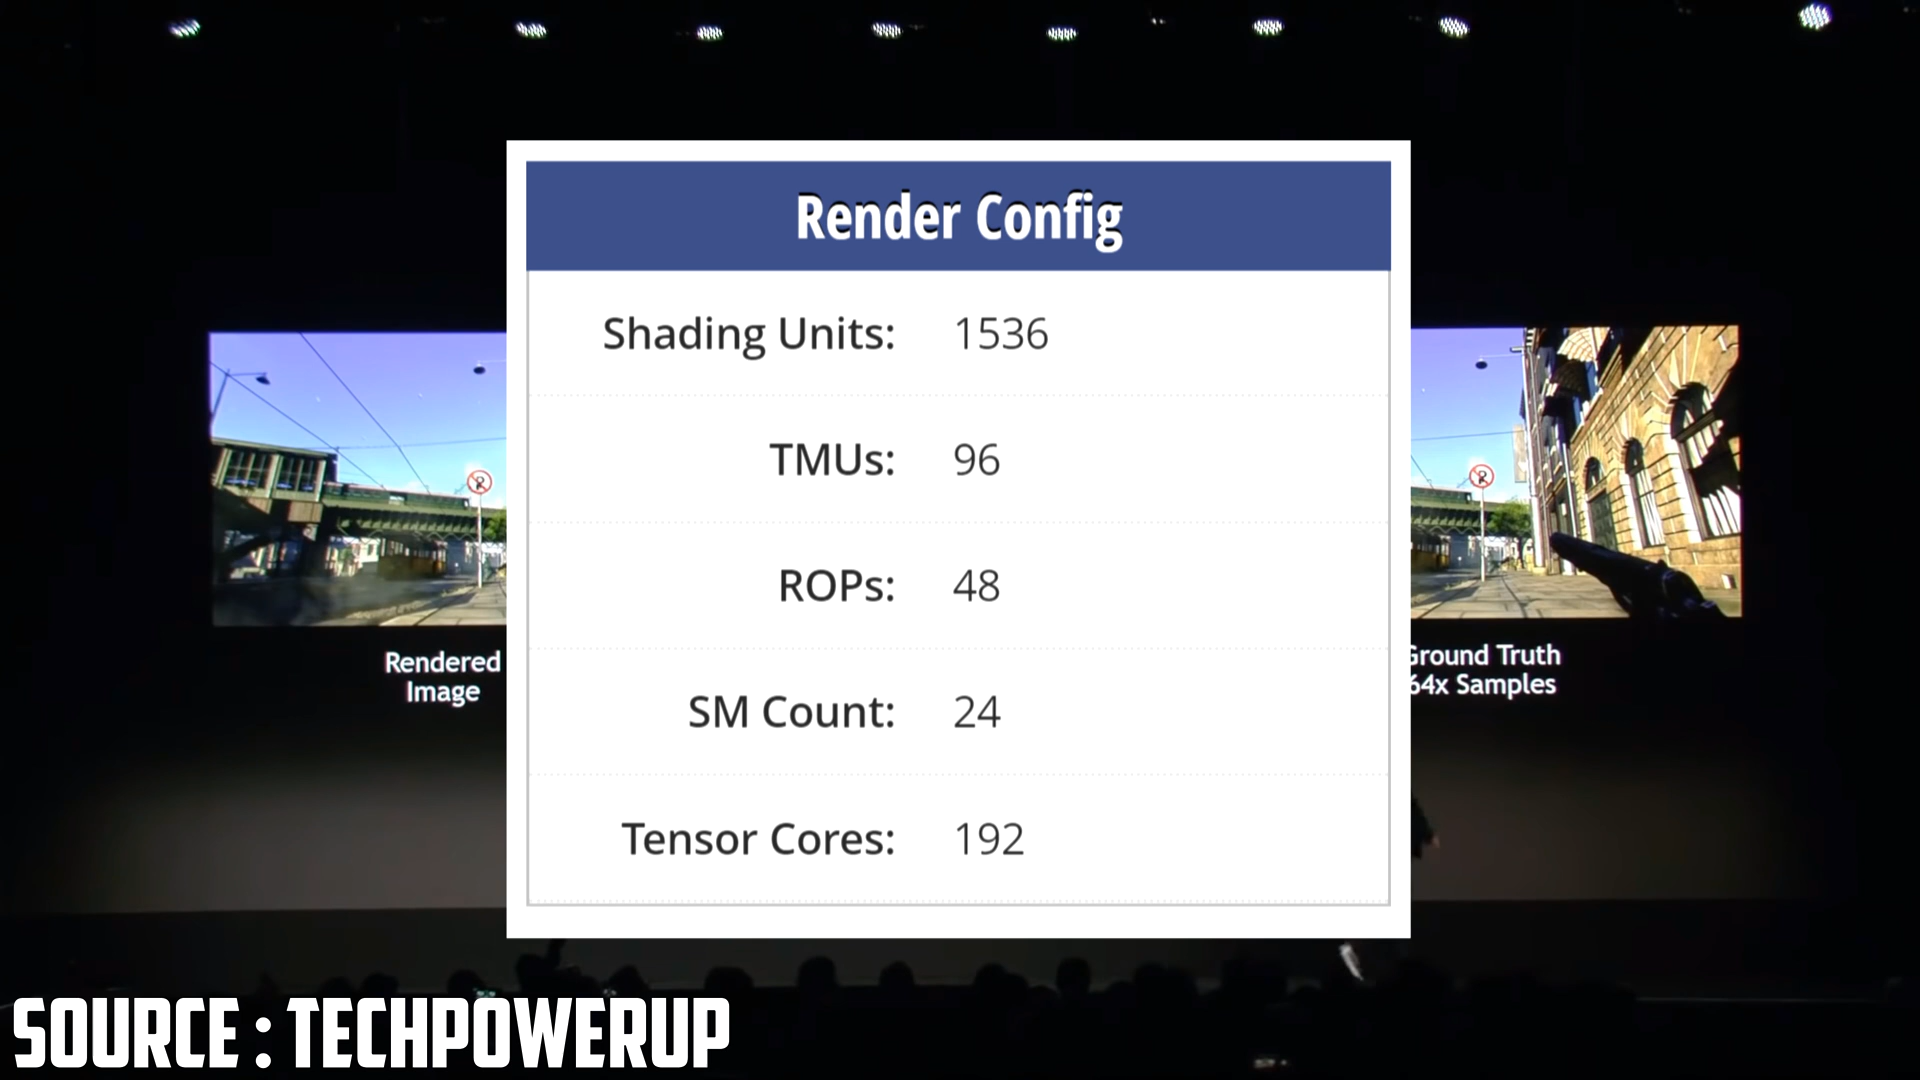 Render Config
Shading Units: 1536
TMUs: 96
ROPs: 48
SM Count: 24
Tensor Cores: 192
Rendered
Image
Ground Truth
64x Samples
SOURCE : TECHPOWERUP